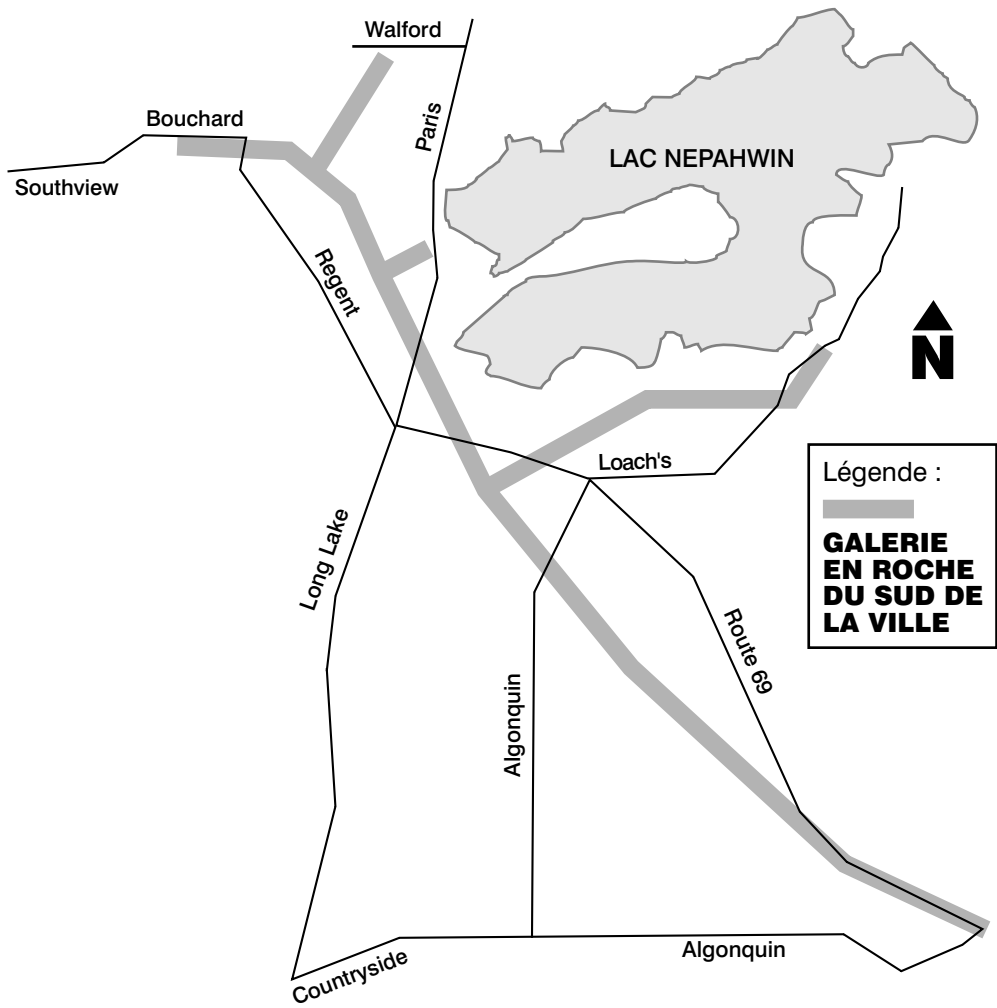 Walford
Bouchard
Paris
LAC NEPAHWIN
Southview
Regent
N
Loach's
Légende :
GALERIE
EN ROCHE
DU SUD DE
LA VILLE
Long Lake
Route 69
Algonquin
Algonquin
Countryside